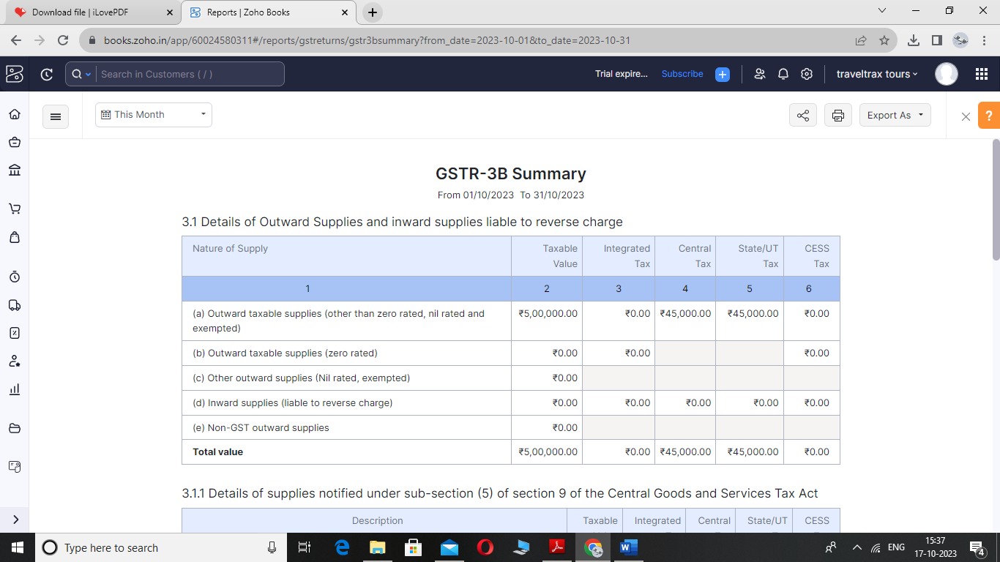 Download file | iLovePDF
Reports | Zoho Books
books.zoho.in/app/60024580311#/reports/gstreturns/gstr3bsummary?from_date=2023-10-01&to_date=2023-10-31
Search in Customers ( / )
Trial expire... Subscribe
traveltrax tours
This Month
Export As
?
GSTR-3B Summary
From 01/10/2023 To 31/10/2023
3.1 Details of Outward Supplies and inward supplies liable to reverse charge
Nature of Supply Taxable Integrated Central State/UT CESS
Value Tax Tax Tax Tax
1 2 3 4 5 6
(a) Outward taxable supplies (other than zero rated, nil rated and ₹5,00,000.00 ₹0.00 ₹45,000.00 ₹45,000.00 ₹0.00
exempted)
(b) Outward taxable supplies (zero rated) ₹0.00 ₹0.00 ₹0.00
(c) Other outward supplies (Nil rated, exempted) ₹0.00
(d) Inward supplies (liable to reverse charge) ₹0.00 ₹0.00 ₹0.00 ₹0.00 ₹0.00
(e) Non-GST outward supplies ₹0.00
Total value ₹5,00,000.00 ₹0.00 ₹45,000.00 ₹45,000.00 ₹0.00
3.1.1 Details of supplies notified under sub-section (5) of section 9 of the Central Goods and Services Tax Act
Description Taxable Integrated Central State/UT CESS
Type here to search
ENG
15:37
17-10-2023
4